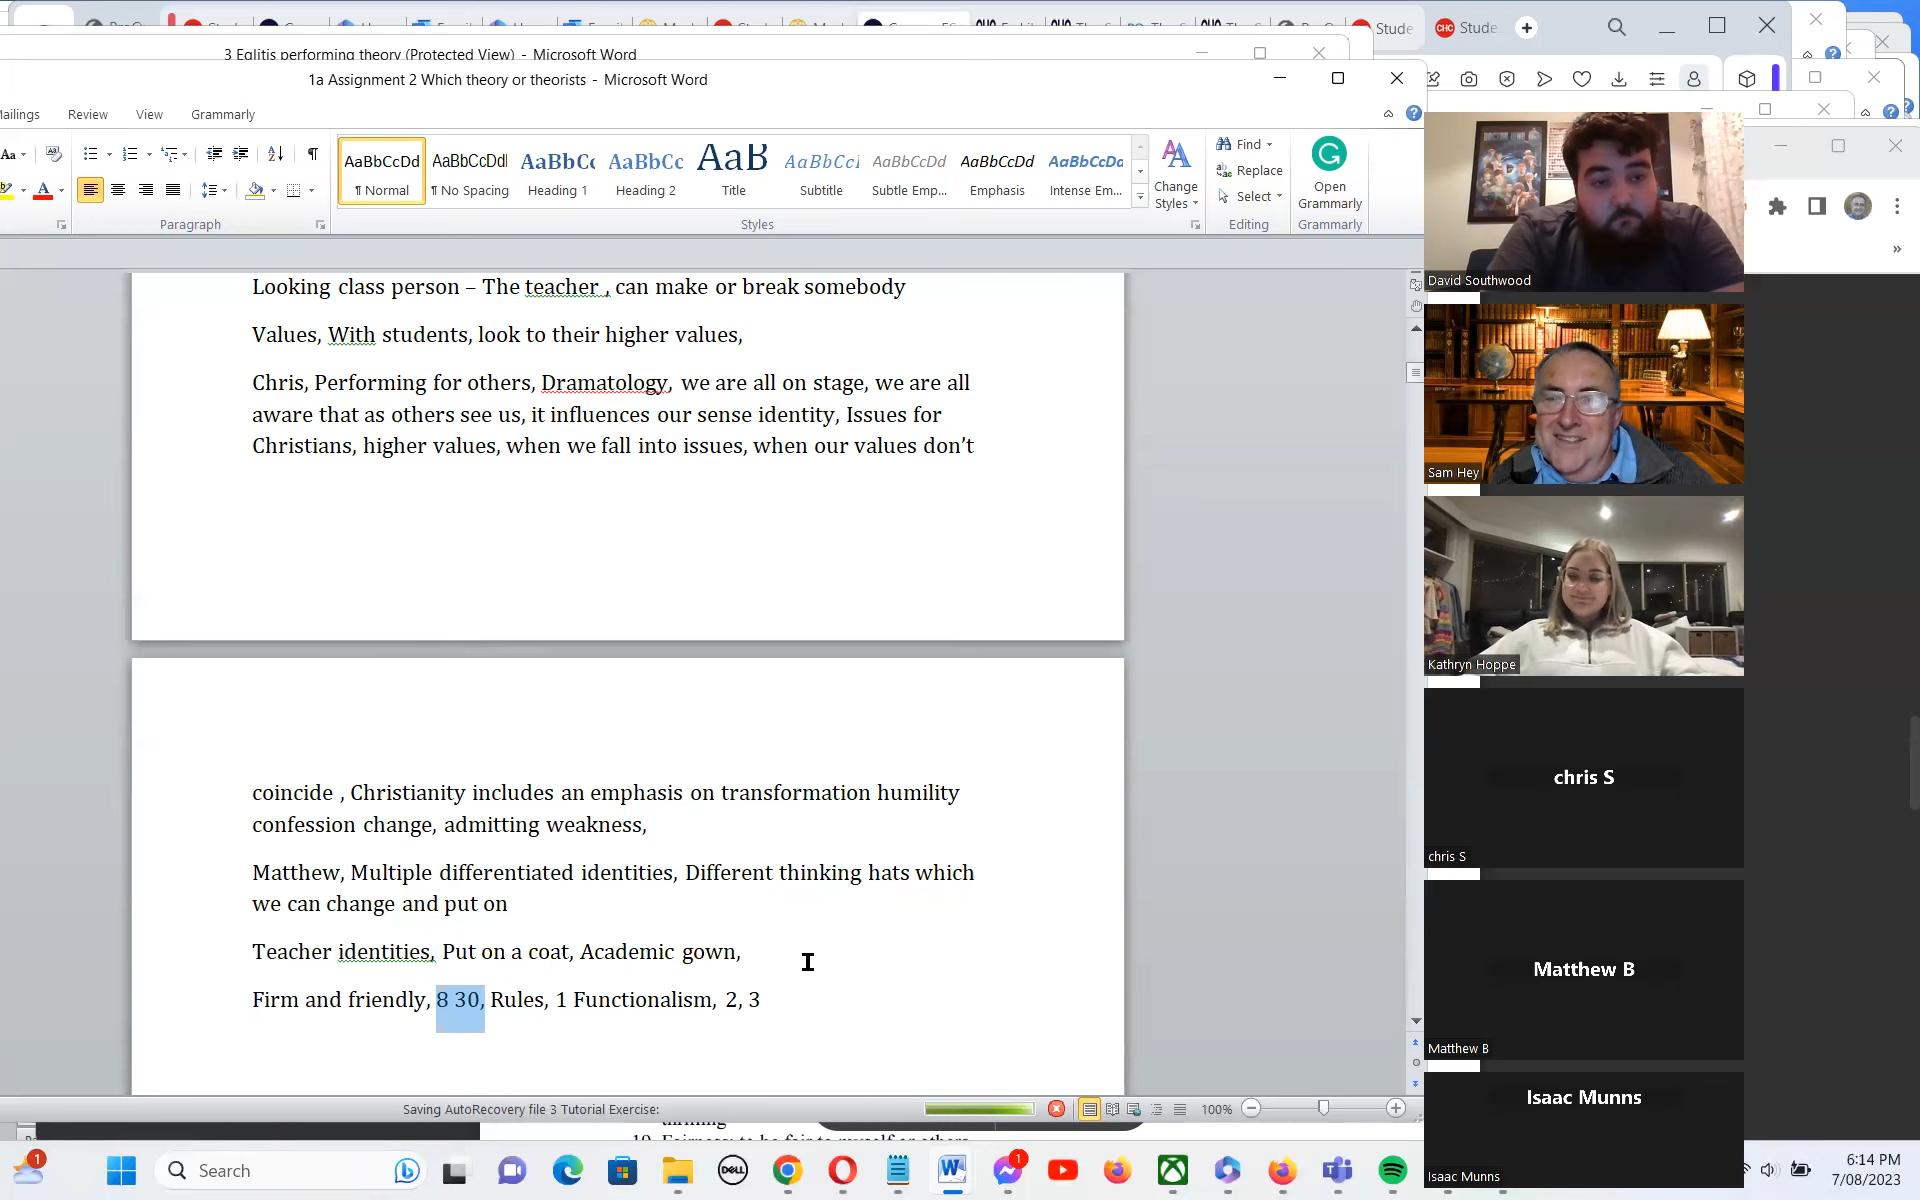 Stude
Stude
3 Eglitis performing theory (Protected View) - Microsoft Word
1a Assignment 2 Which theory or theorists - Microsoft Word
Mailings Review View Grammarly
AaBbCcDd AaBbCcDdI AaBbCc AaBbCc AaB AaBbCcI AaBbCcDd AaBbCcDd AaBbCcDc
¶ Normal ¶ No Spacing Heading 1 Heading 2 Title Subtitle Subtle Emp... Emphasis Intense Em...
Change Styles
Find
Replace
Select
Open Grammarly
Paragraph Styles Editing Grammarly
Looking class person – The teacher , can make or break somebody
Values, With students, look to their higher values,
Chris, Performing for others, Dramatology, we are all on stage, we are all
aware that as others see us, it influences our sense identity, Issues for
Christians, higher values, when we fall into issues, when our values don’t
coincide , Christianity includes an emphasis on transformation humility
confession change, admitting weakness,
Matthew, Multiple differentiated identities, Different thinking hats which
we can change and put on
Teacher identities, Put on a coat, Academic gown,
Firm and friendly, 8 30, Rules, 1 Functionalism, 2, 3
Saving AutoRecovery file 3 Tutorial Exercise:
100%
David Southwood
Sam Hey
Kathryn Hoppe
chris S
chris S
Matthew B
Matthew B
Isaac Munns
Isaac Munns
Search
6:14 PM
7/08/2023